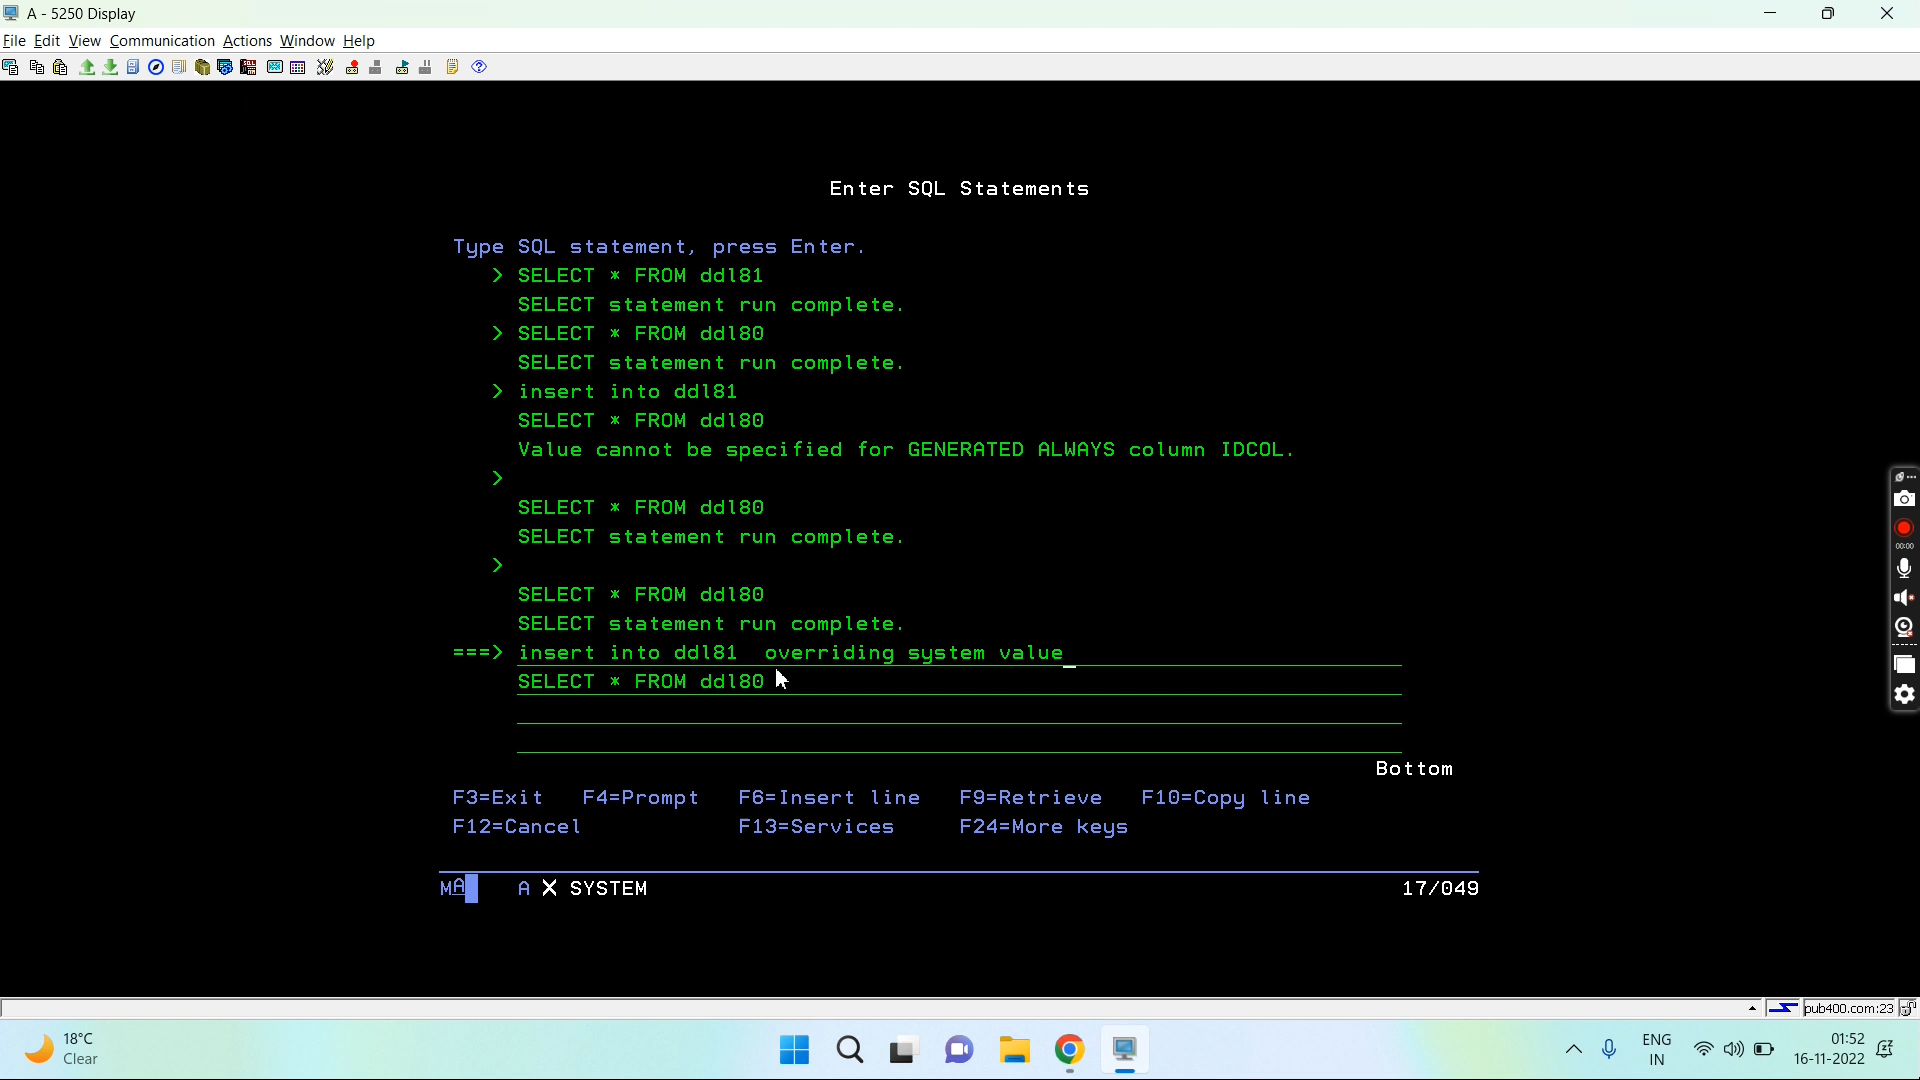 A - 5250 Display
File Edit View Communication Actions Window Help
Enter SQL Statements
Type SQL statement, press Enter.
> SELECT * FROM ddl81
SELECT statement run complete.
> SELECT * FROM ddl80
SELECT statement run complete.
> insert into ddl81
SELECT * FROM ddl80
Value cannot be specified for GENERATED ALWAYS column IDCOL.
>
SELECT * FROM ddl80
SELECT statement run complete.
>
SELECT * FROM ddl80
SELECT statement run complete.
===> insert into ddl81  overriding system value_
SELECT * FROM ddl80
Bottom
F3=Exit F4=Prompt F6=Insert line F9=Retrieve F10=Copy line
F12=Cancel F13=Services F24=More keys
MA A X SYSTEM 17/049
00:00
pub400.com:23
18°C
Clear
ENG
IN
01:52
16-11-2022